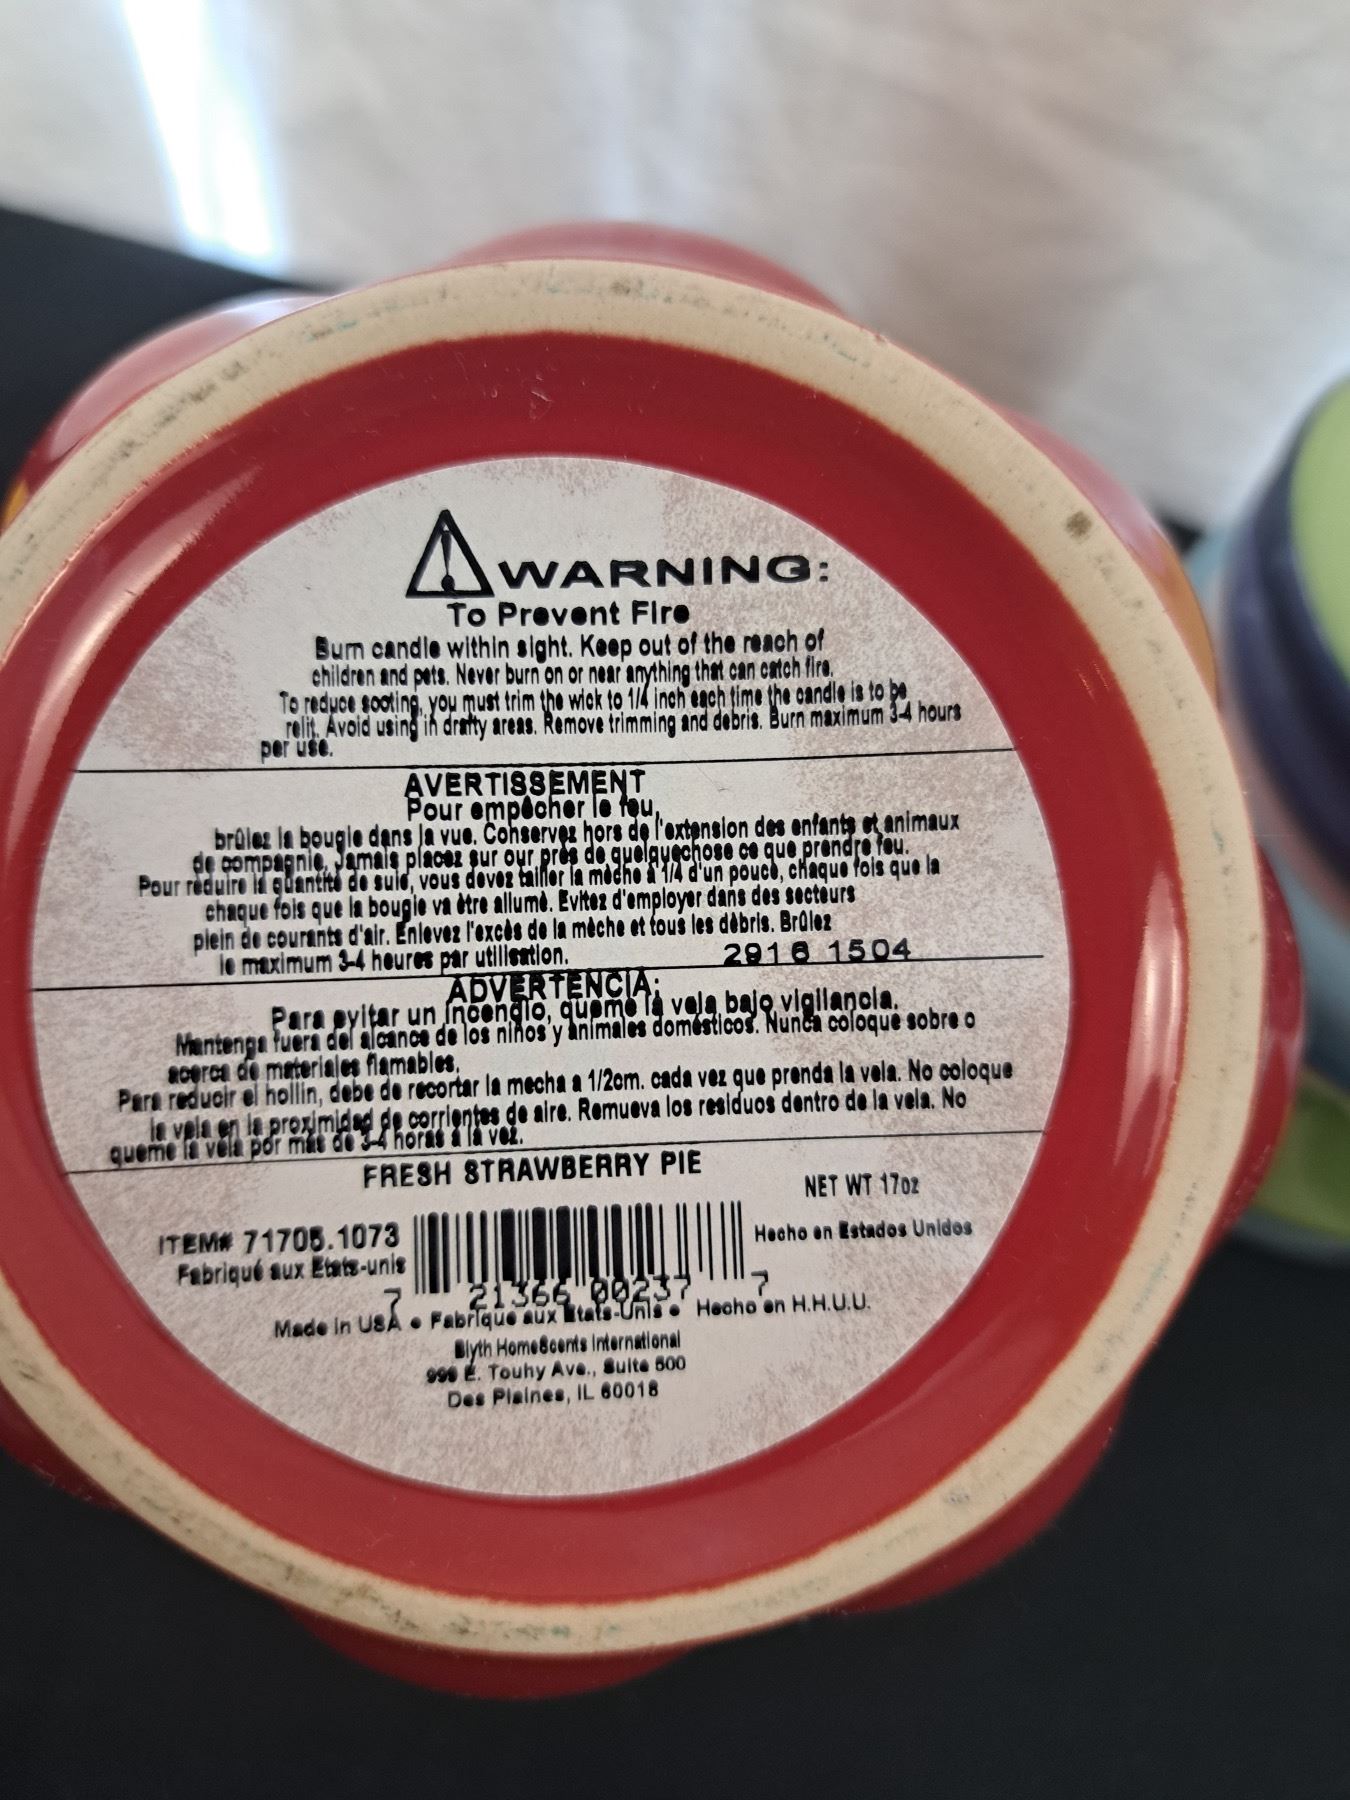 WARNING:
To Prevent Fire
Burn candle within sight. Keep out of the reach of
children and pets. Never burn on or near anything that can catch fire.
To reduce sooting, you must trim the wick to 1/4 inch each time the candle is to be
relit. Avoid using in drafty areas. Remove trimming and debris. Burn maximum 3-4 hours
per use.
AVERTISSEMENT
Pour empêcher le feu,
brûlez la bougie dans la vue. Conservez hors de l'extension des enfants et animaux
de compagnie. Jamais placez sur our près de quelquechose ce que prendre feu.
Pour réduire la quantité de suie, vous devez tailler la mèche à 1/4 d'un pouce, chaque fois que la
chaque fois que la bougie va être allumè. Evitez d'employer dans des secteurs
plein de courants d'air. Enlevez l'excès de la mèche et tous les dèbris. Brûlez
le maximum 3-4 heures par utilisation.
2916 1504
ADVERTENCIA:
Para evitar un incendio, queme la vela bajo vigilancia.
Mantenga fuera del alcance de los niños y animales domésticos. Nunca coloque sobre o
acerca de materiales flamables.
Para reducir el hollin, debe de recortar la mecha a 1/2cm. cada vez que prenda la vela. No coloque
la vela en la proximidad de corrientes de aire. Remueva los residuos dentro de la vela. No
queme la vela por más de 3-4 horas a la vez.
FRESH STRAWBERRY PIE
NET WT 17oz
ITEM# 71705.1073
Fabriqué aux Etats-unis
Hecho en Estados Unidos
7 21366 00237 7
Made in USA • Fabrique aux Etats-Unis • Hecho en H.H.U.U.
Blyth HomeScents International
999 E. Touhy Ave., Suite 500
Des Plaines, IL 60018